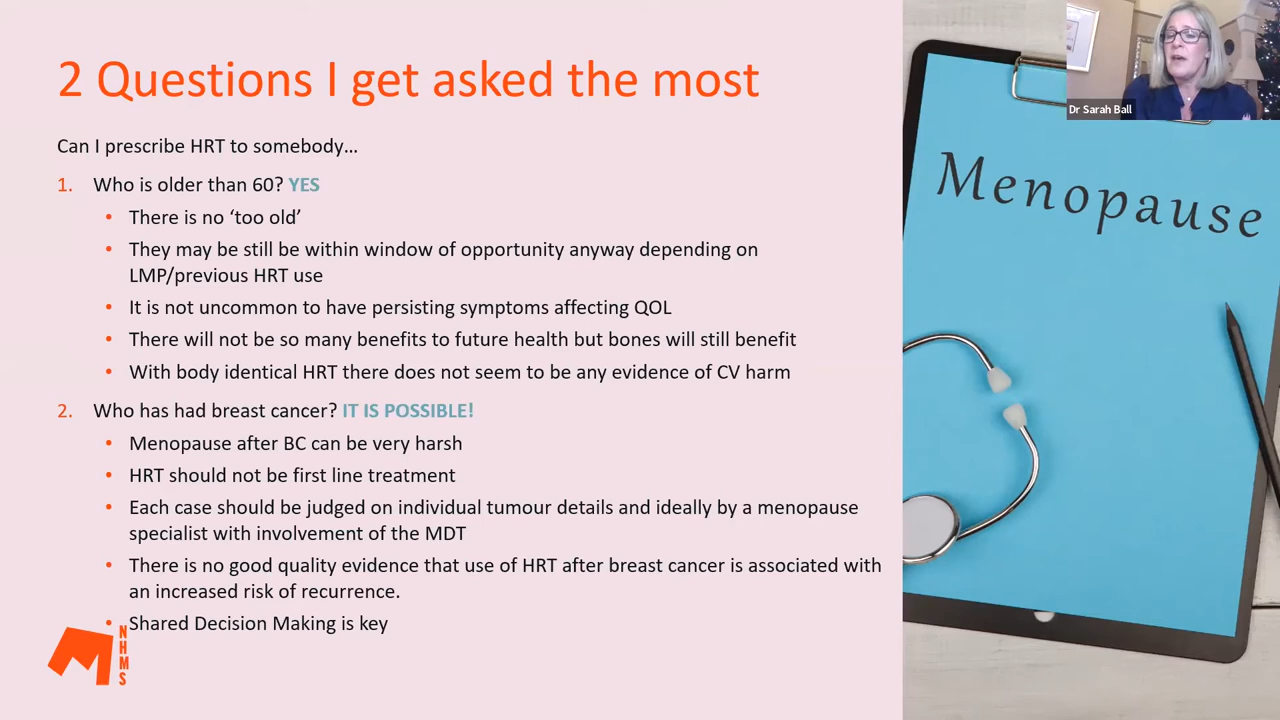 2 Questions I get asked the most
Can I prescribe HRT to somebody...
1. Who is older than 60? YES
• There is no ‘too old’
• They may be still be within window of opportunity anyway depending on
LMP/previous HRT use
• It is not uncommon to have persisting symptoms affecting QOL
• There will not be so many benefits to future health but bones will still benefit
• With body identical HRT there does not seem to be any evidence of CV harm
2. Who has had breast cancer? IT IS POSSIBLE!
• Menopause after BC can be very harsh
• HRT should not be first line treatment
• Each case should be judged on individual tumour details and ideally by a menopause
specialist with involvement of the MDT
• There is no good quality evidence that use of HRT after breast cancer is associated with
an increased risk of recurrence.
• Shared Decision Making is key
NHMS
Dr Sarah Ball
Menopause